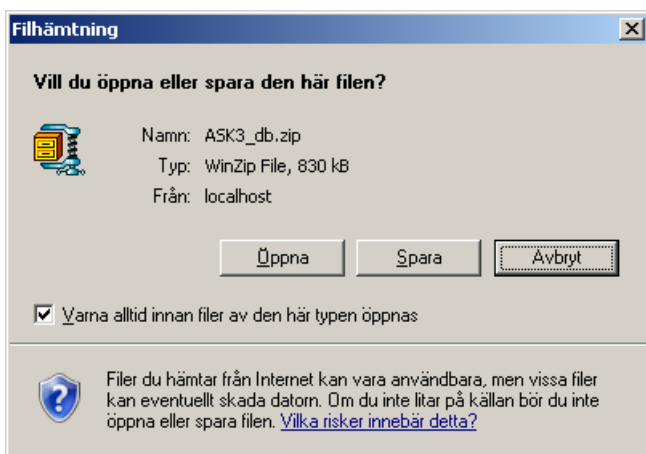 Filhämtning
Vill du öppna eller spara den här filen?
Namn: ASK3_db.zip
Typ: WinZip File, 830 kB
Från: localhost
Öppna Spara Avbryt
Varna alltid innan filer av den här typen öppnas
Filer du hämtar från Internet kan vara användbara, men vissa filer
kan eventuellt skada datorn. Om du inte litar på källan bör du inte
öppna eller spara filen. Vilka risker innebär detta?